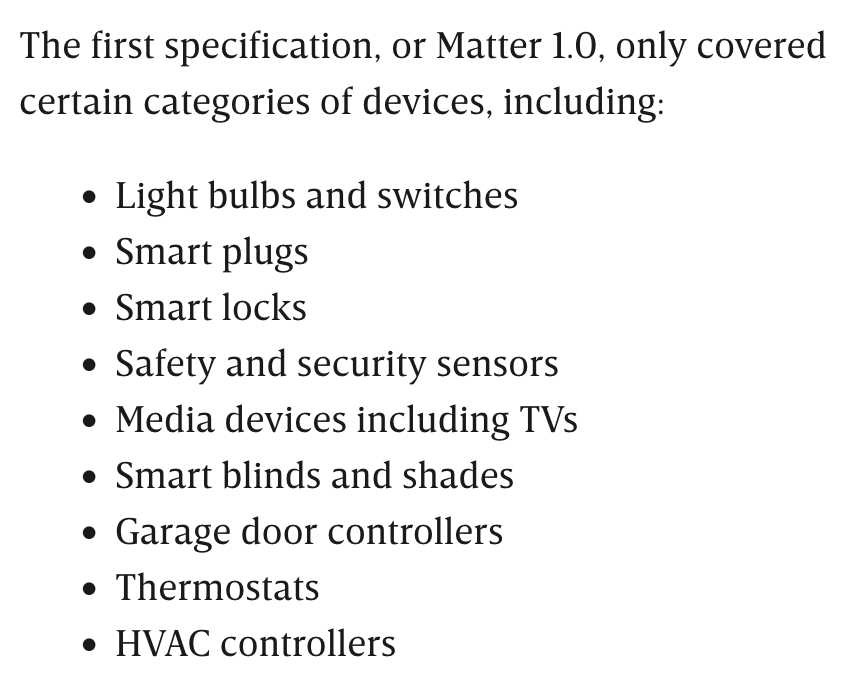 The first specification, or Matter 1.0, only covered
certain categories of devices, including:
• Light bulbs and switches
• Smart plugs
• Smart locks
• Safety and security sensors
• Media devices including TVs
• Smart blinds and shades
• Garage door controllers
• Thermostats
• HVAC controllers